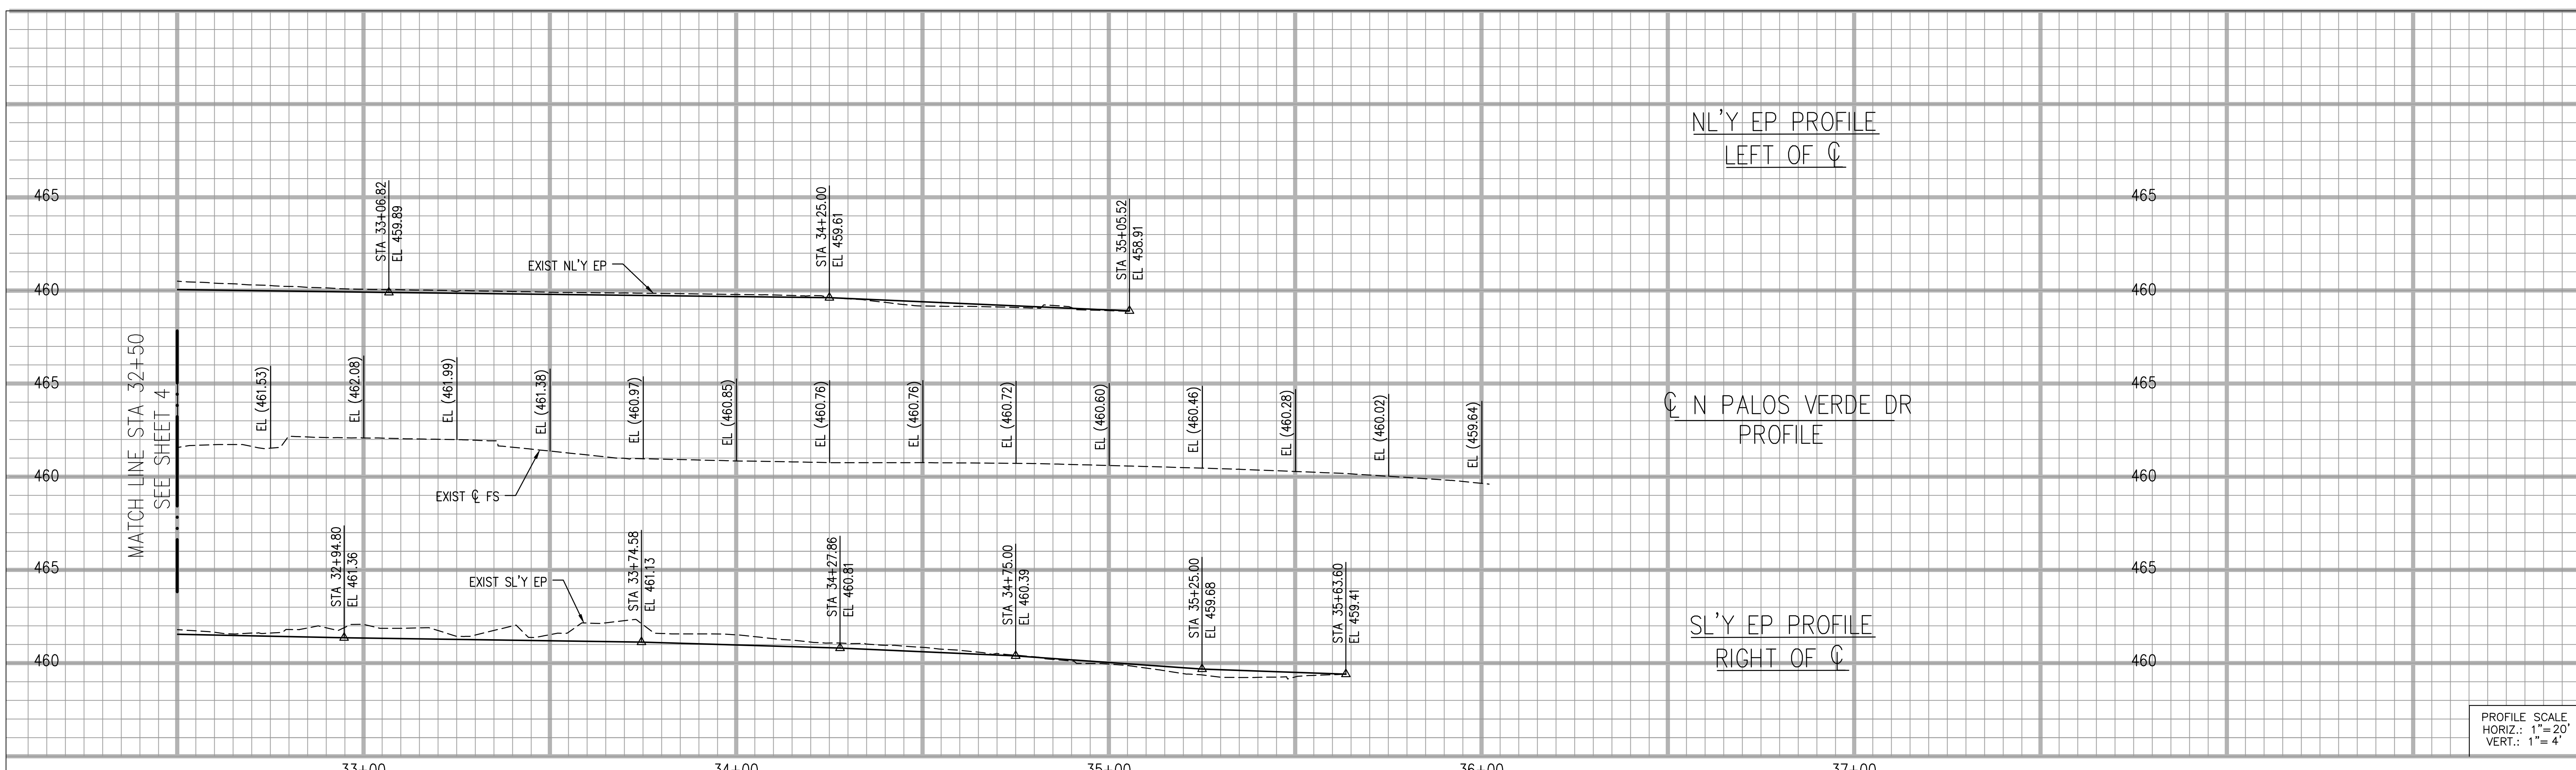 NL'Y EP PROFILE
LEFT OF ℄
465
STA 33+06.82
EL 459.89
STA 34+25.00
EL 459.61
STA 35+05.52
EL 458.91
465
EXIST NL'Y EP
460
460
MATCH LINE STA 32+50
SEE SHEET 4
465
EL (461.53)
EL (462.08)
EL (461.99)
EL (461.38)
EL (460.97)
EL (460.85)
EL (460.76)
EL (460.76)
EL (460.72)
EL (460.60)
EL (460.46)
EL (460.28)
EL (460.02)
EL (459.64)
465
℄ N PALOS VERDE DR
PROFILE
460
460
EXIST ℄ FS
465
STA 32+94.80
EL 461.36
STA 33+74.58
EL 461.13
STA 34+27.86
EL 460.81
STA 34+75.00
EL 460.39
STA 35+25.00
EL 459.68
STA 35+63.60
EL 459.41
465
EXIST SL'Y EP
SL'Y EP PROFILE
RIGHT OF ℄
460
460
PROFILE SCALE
HORIZ.: 1"=20'
VERT.: 1"= 4'
33+00
34+00
35+00
36+00
37+00